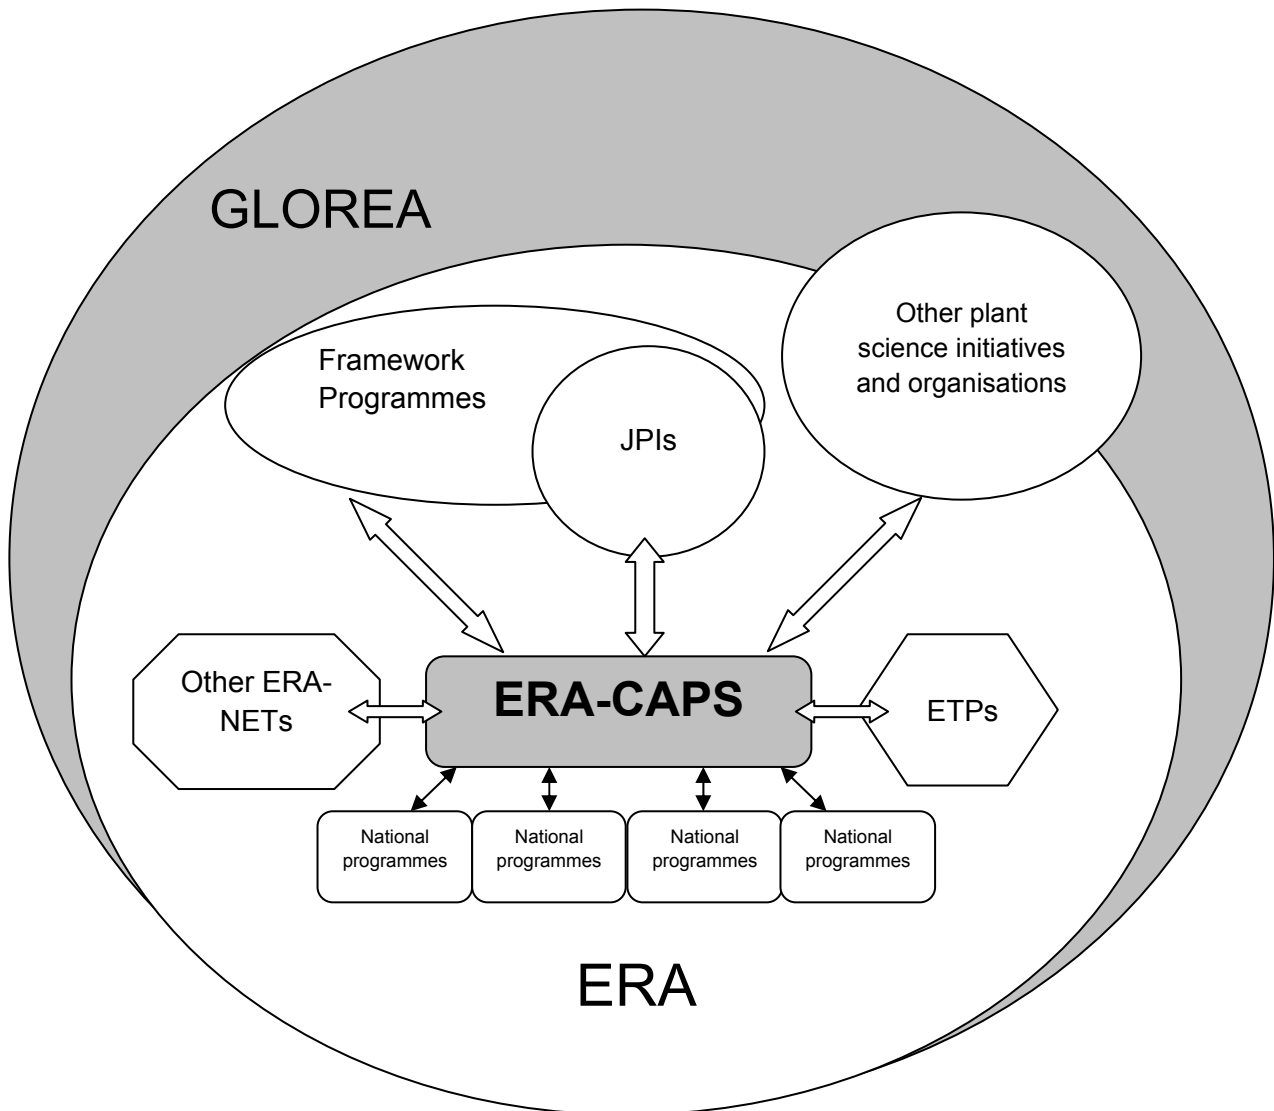 GLOREA
Other plant
science initiatives
and organisations
Framework
Programmes
JPIs
Other ERA-
NETs
ERA-CAPS
ETPs
National
programmes
National
programmes
National
programmes
National
programmes
ERA